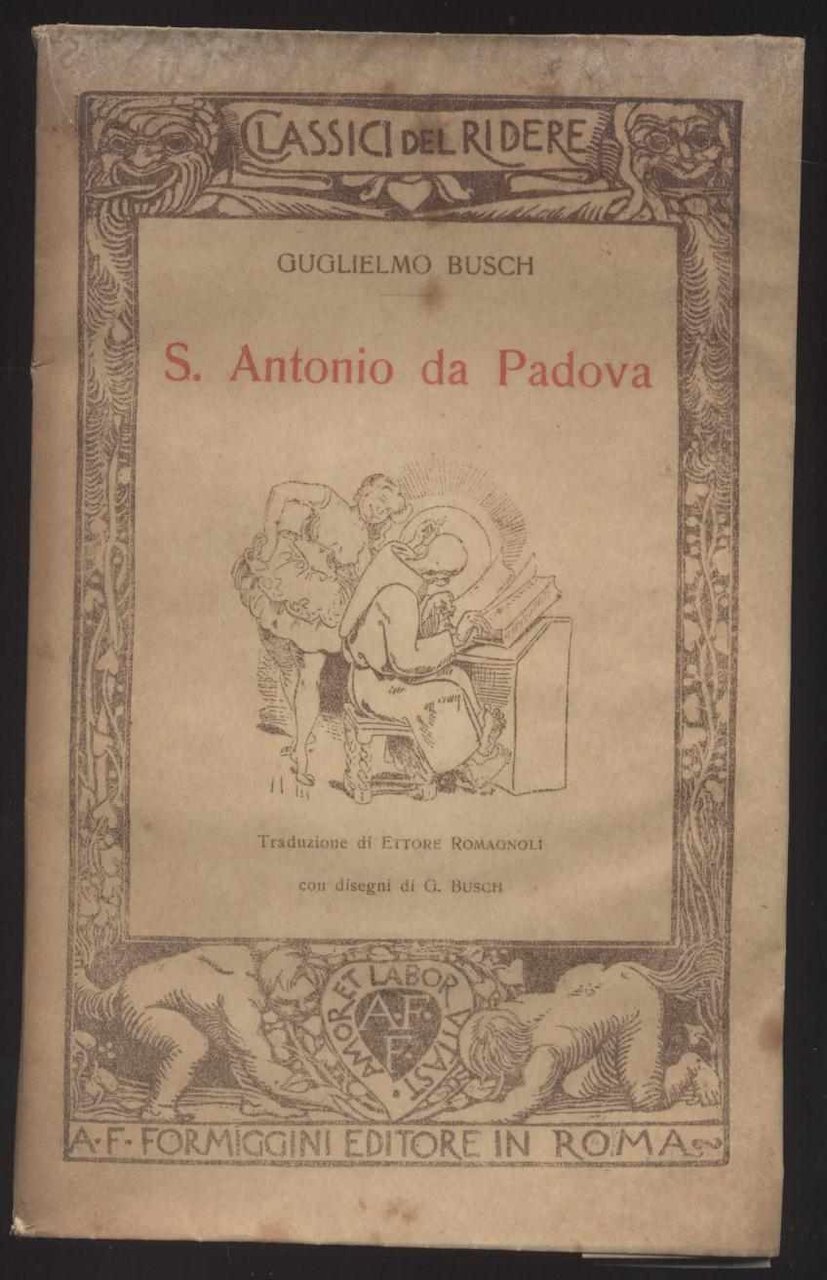 CLASSICI DEL RIDERE
GUGLIELMO BUSCH
S. Antonio da Padova
Traduzione di ETTORE ROMAGNOLI
con disegni di G. BUSCH
AMOR ET LABOR VITAST
A·F·
F·
A·F·FORMIGGINI EDITORE IN ROMA